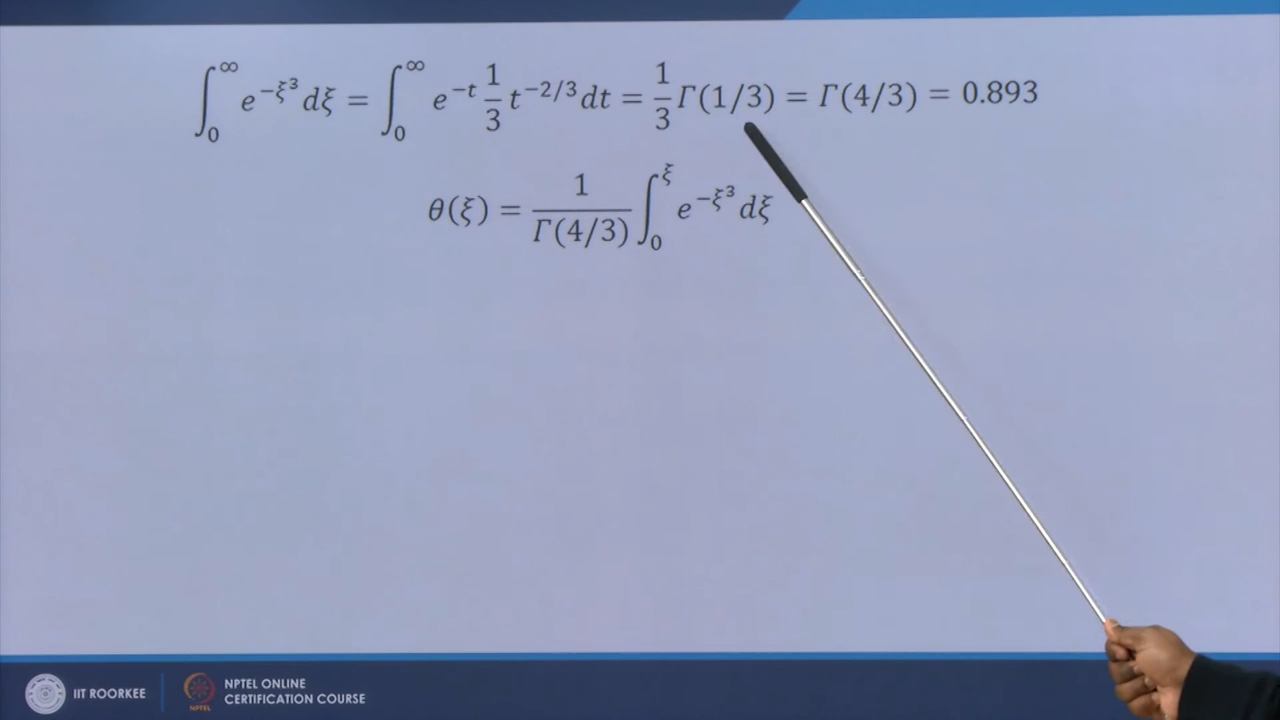 ∫₀^∞ e^{-ξ³} dξ = ∫₀^∞ e^{-t} 1/3 t^{-2/3} dt = 1/3 Γ(1/3) = Γ(4/3) = 0.893
θ(ξ) = 1/Γ(4/3) ∫₀^ξ e^{-ξ³} dξ
IIT ROORKEE
NPTEL
NPTEL ONLINE
CERTIFICATION COURSE